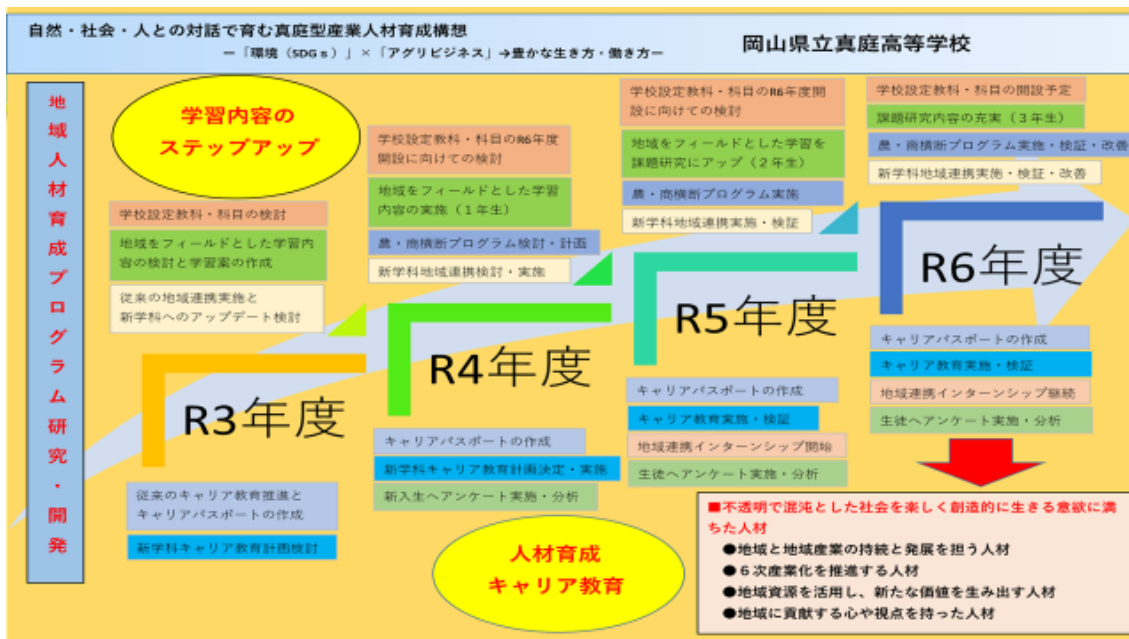 自然・社会・人との対話で育む真庭型産業人材育成構想
ー「環境（SDGｓ）」×「アグリビジネス」→豊かな生き方・働き方ー
岡山県立真庭高等学校
地域人材育成プログラム研究・開発
学習内容の
ステップアップ
学校設定教科・科目の検討
地域をフィールドとした学習内
容の検討と学習案の作成
従来の地域連携実施と
新学科へのアップデート検討
R3年度
従来のキャリア教育推進と
キャリアパスポートの作成
新学科キャリア教育計画検討
学校設定教科・科目のR6年度
開設に向けての検討
地域をフィールドとした学習
内容の実施（１年生）
農・商横断プログラム検討・計画
新学科地域連携検討・実施
R4年度
キャリアパスポートの作成
新学科キャリア教育計画決定・実施
新入生へアンケート実施・分析
学校設定教科・科目のR6年度開
設に向けての検討
地域をフィールドとした学習を
課題研究にアップ（２年生）
農・商横断プログラム実施
新学科地域連携実施・検証
R5年度
キャリアパスポートの作成
キャリア教育実施・検証
地域連携インターンシップ開始
生徒へアンケート実施・分析
学校設定教科・科目の開設予定
課題研究内容の充実（３年生）
農・商横断プログラム実施・検証・改善
新学科地域連携実施・検証・改善
R6年度
キャリアパスポートの作成
キャリア教育実施・検証
地域連携インターンシップ継続
生徒へアンケート実施・分析
人材育成
キャリア教育
■不透明で混沌とした社会を楽しく創造的に生きる意欲に満
ちた人材
●地域と地域産業の持続と発展を担う人材
●６次産業化を推進する人材
●地域資源を活用し、新たな価値を生み出す人材
●地域に貢献する心や視点を持った人材